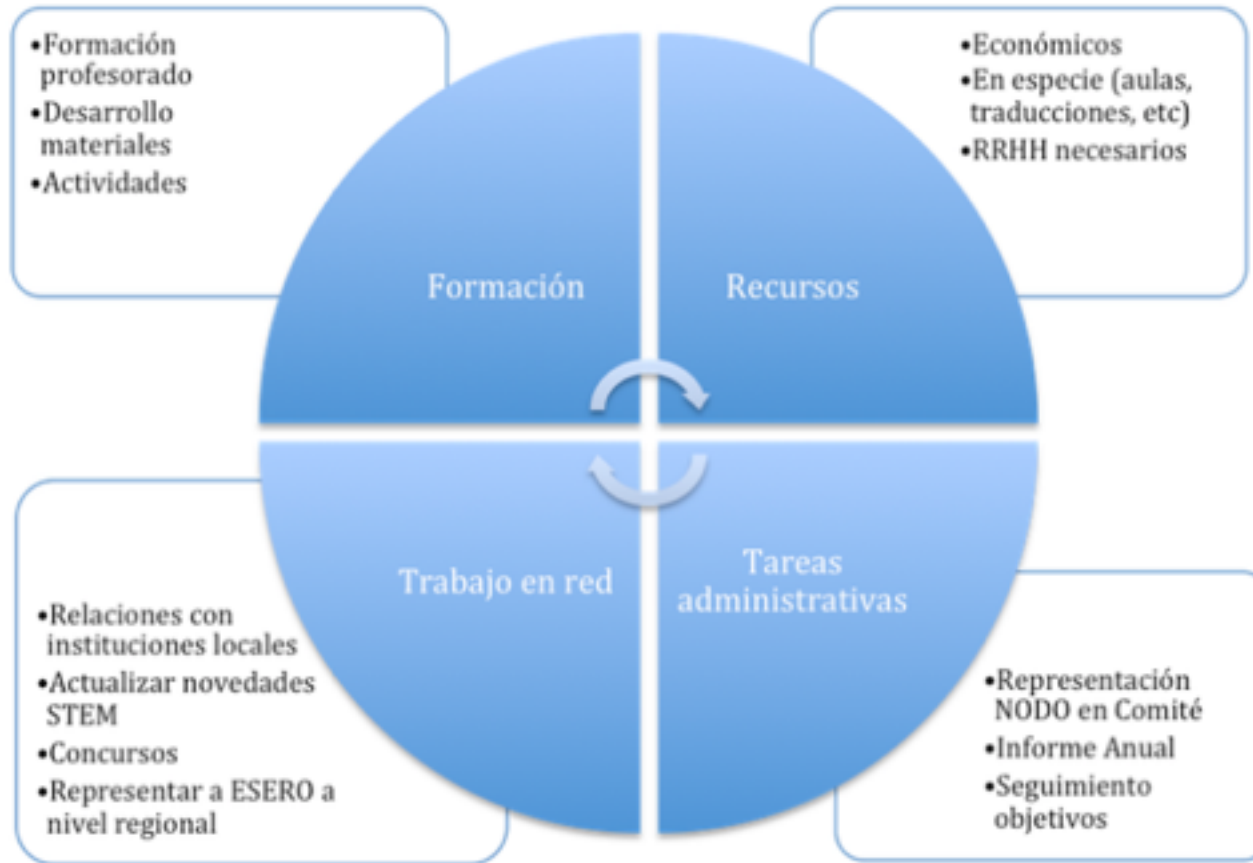 •Formación
profesorado
•Desarrollo
materiales
•Actividades
•Económicos
•En especie (aulas,
traducciones, etc)
•RRHH necesarios
Formación
Recursos
Trabajo en red
Tareas
administrativas
•Relaciones con
instituciones locales
•Actualizar novedades
STEM
•Concursos
•Representar a ESERO a
nivel regional
•Representación
NODO en Comité
•Informe Anual
•Seguimiento
objetivos